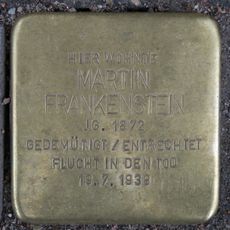 HIER WOHNTE
MARTIN
FRANKENSTEIN
JG. 1872
GEDEMÜTIGT / ENTRECHTET
FLUCHT IN DEN TOD
19.7.1939